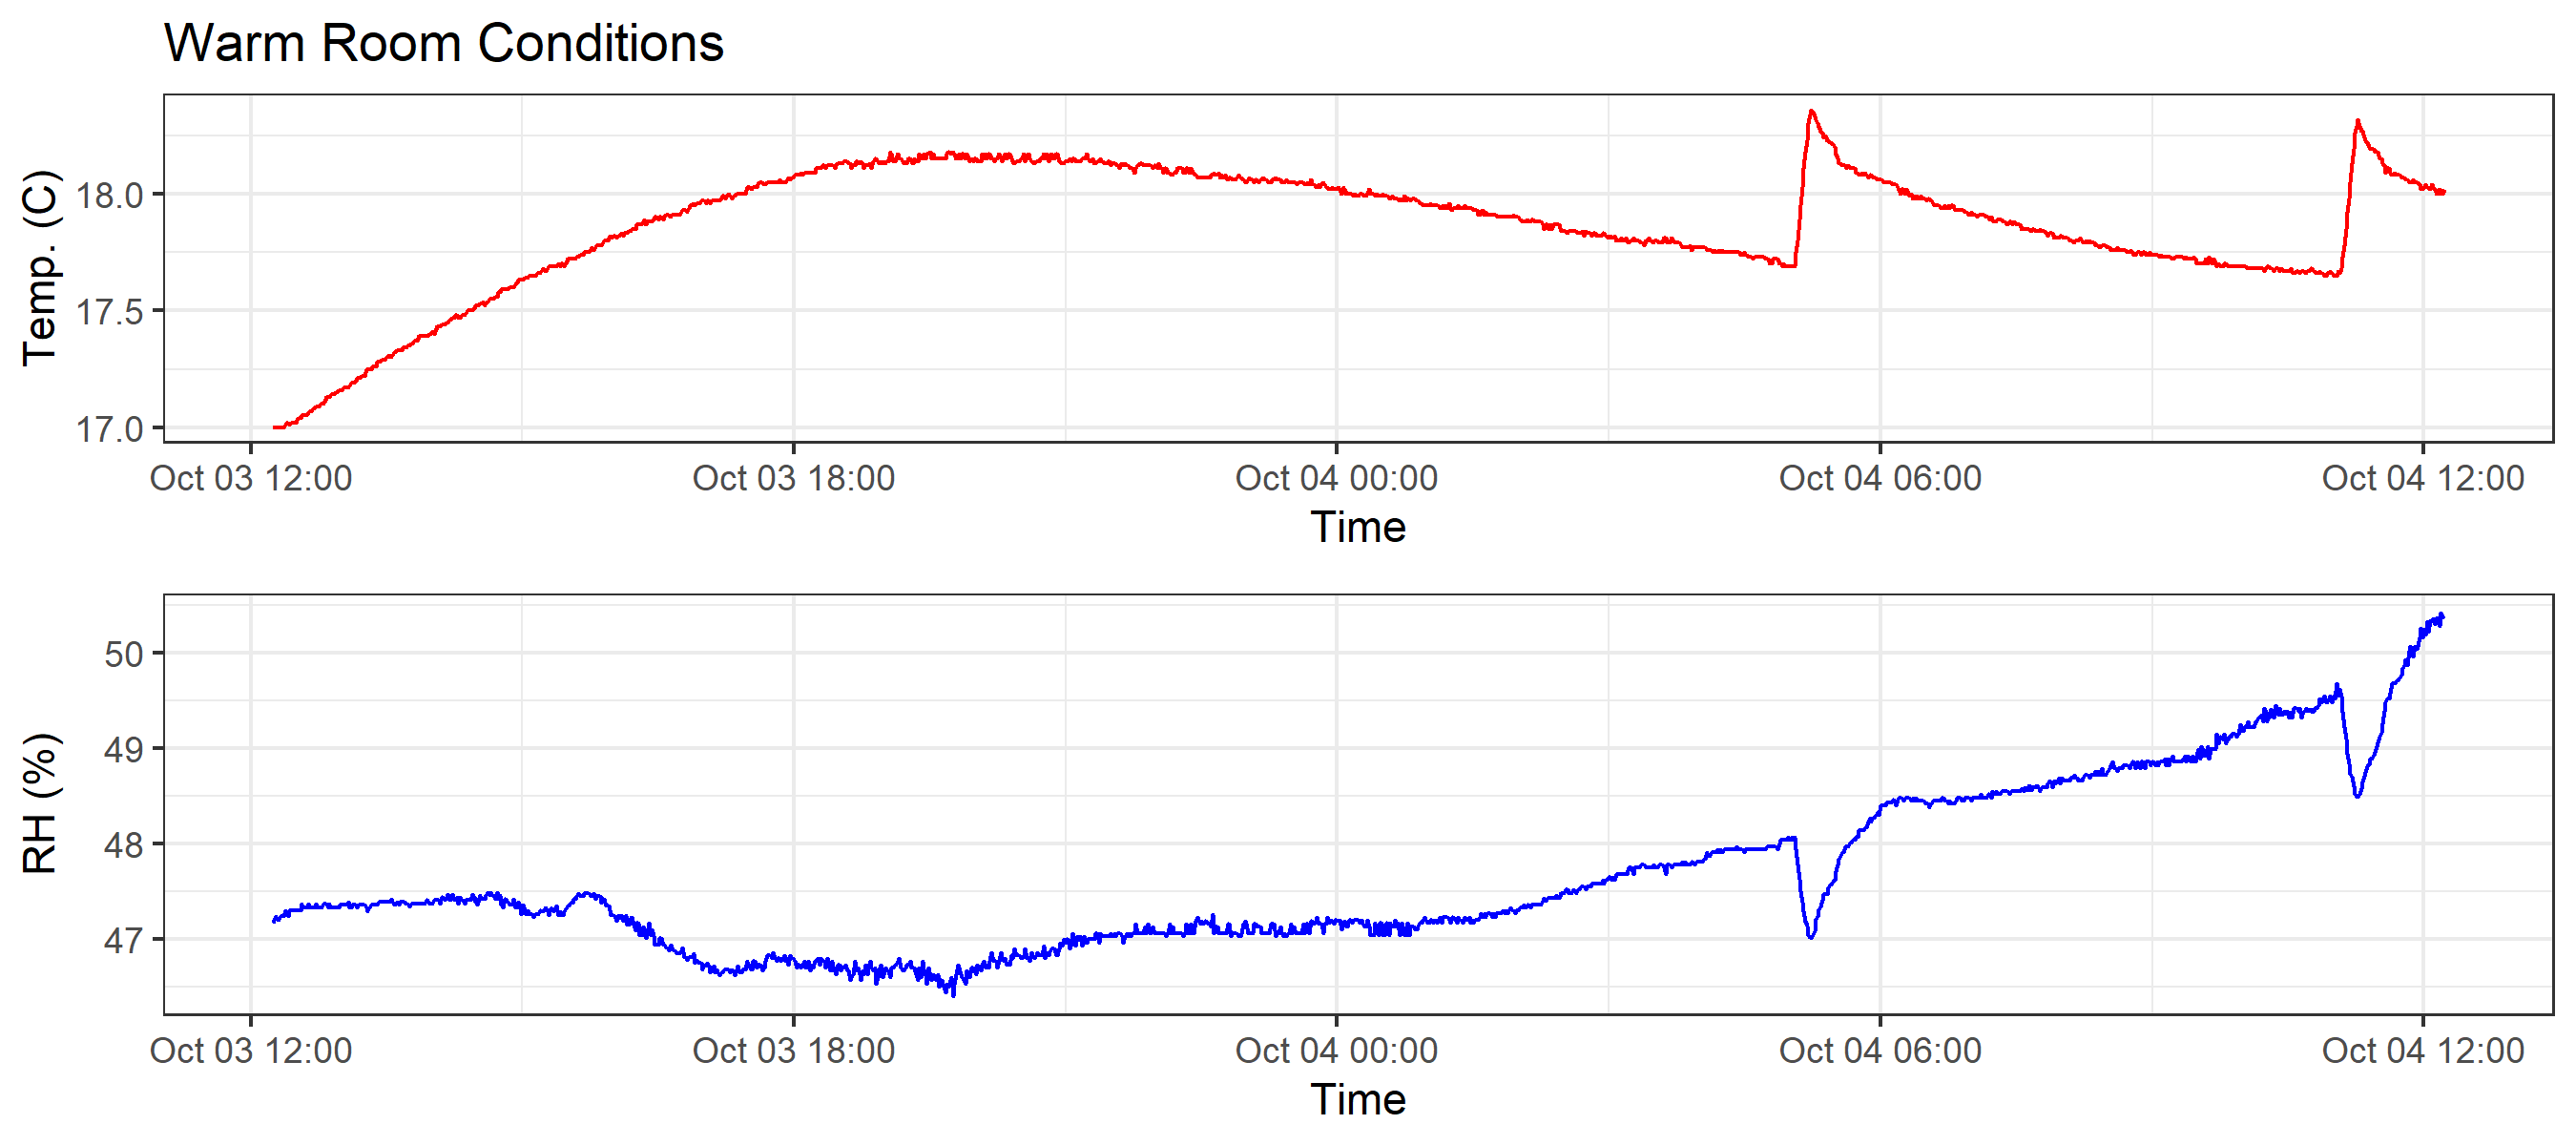 Warm Room Conditions
Temp. (C)
18.0
17.5
17.0
Oct 03 12:00 Oct 03 18:00 Oct 04 00:00 Oct 04 06:00 Oct 04 12:00
Time
RH (%)
50
49
48
47
Oct 03 12:00 Oct 03 18:00 Oct 04 00:00 Oct 04 06:00 Oct 04 12:00
Time